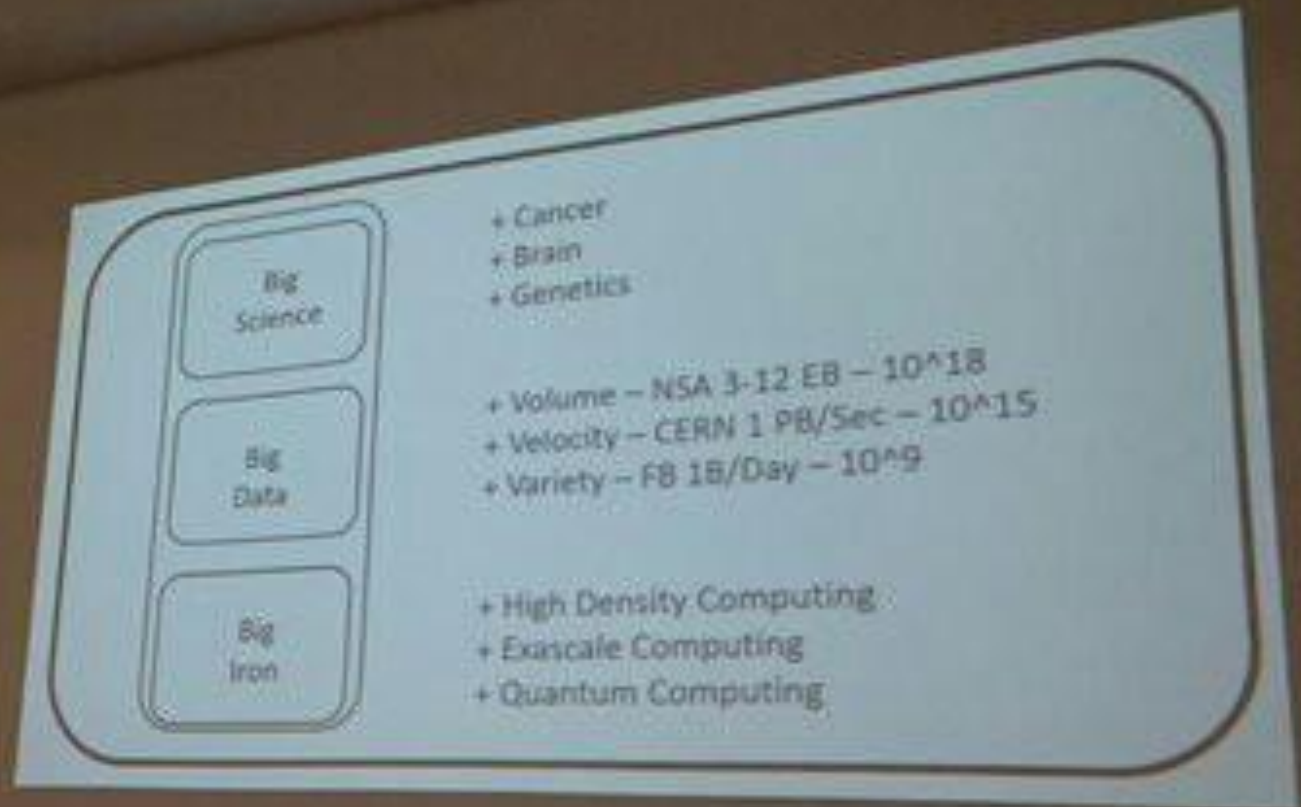 Big
Science
+ Cancer
+ Brain
+ Genetics
Big
Data
+ Volume – NSA 3-12 EB – 10^18
+ Velocity – CERN 1 PB/Sec – 10^15
+ Variety – FB 1B/Day – 10^9
Big
Iron
+ High Density Computing
+ Exascale Computing
+ Quantum Computing